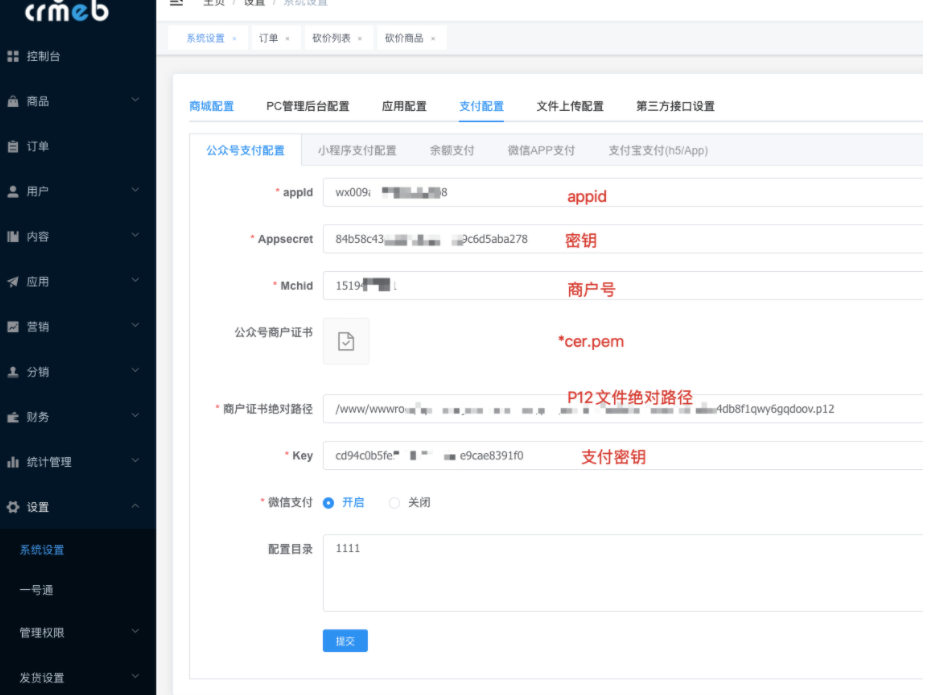 crmeb
主页 / 设置 / 系统设置
系统设置 × 订单 × 砍价列表 × 砍价商品 ×
控制台
商品
订单
用户
内容
应用
营销
分销
财务
统计管理
设置
系统设置
一号通
管理权限
发货设置
商城配置 PC管理后台配置 应用配置 支付配置 文件上传配置 第三方接口设置
公众号支付配置 小程序支付配置 余额支付 微信APP支付 支付宝支付(h5/App)
* appId wx009 8 appid
* Appsecret 84b58c43 9c6d5aba278 密钥
* Mchid 1519 商户号
公众号商户证书 *cer.pem
P12文件绝对路径
* 商户证书绝对路径 /www/wwwro 4db8f1qwy6gqdoov.p12
* Key cd94c0b5fe e9cae8391f0 支付密钥
* 微信支付 开启 关闭
配置目录 1111
提交